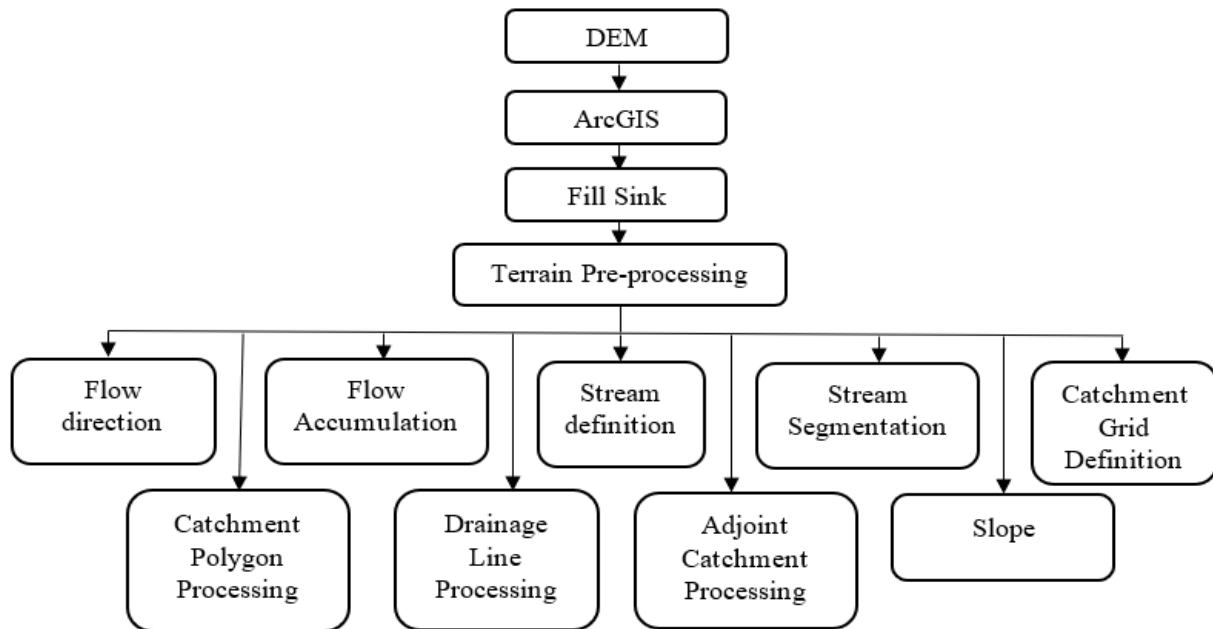 DEM
ArcGIS
Fill Sink
Terrain Pre-processing
Flow
direction
Flow
Accumulation
Stream
definition
Stream
Segmentation
Catchment
Grid
Definition
Catchment
Polygon
Processing
Drainage
Line
Processing
Adjoint
Catchment
Processing
Slope